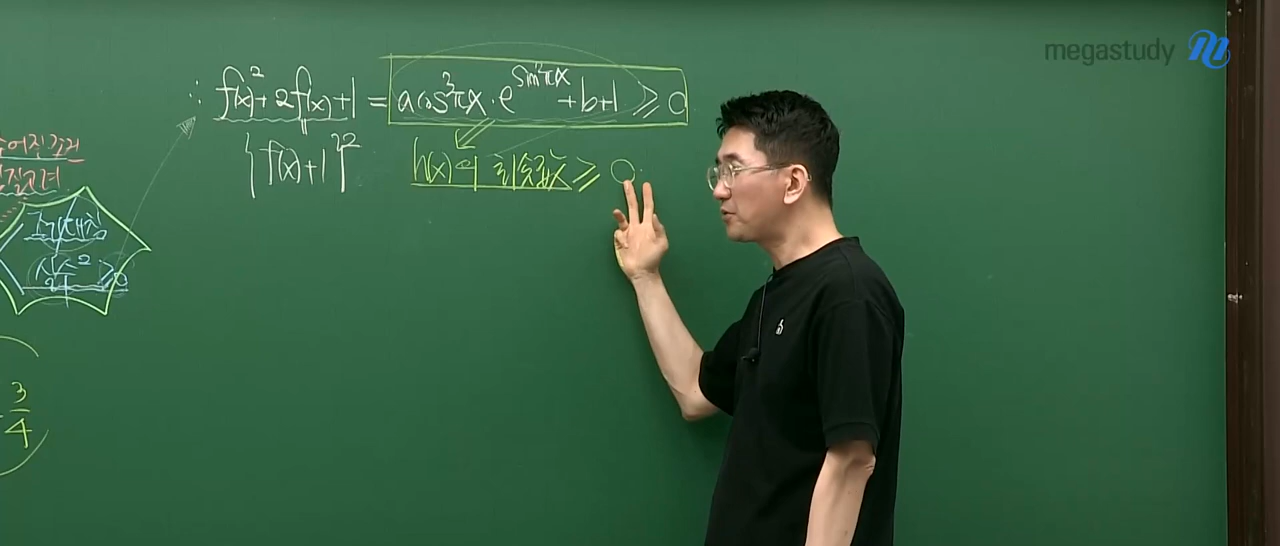 megastudy
∴ f(x)²+2f(x)+1 = a cos³πx·e^{sin²πx}+b+1 ≥ 0
{f(x)+1}²
h(x)의 최솟값 ≥ 0
실수² ≥ 0
3/4